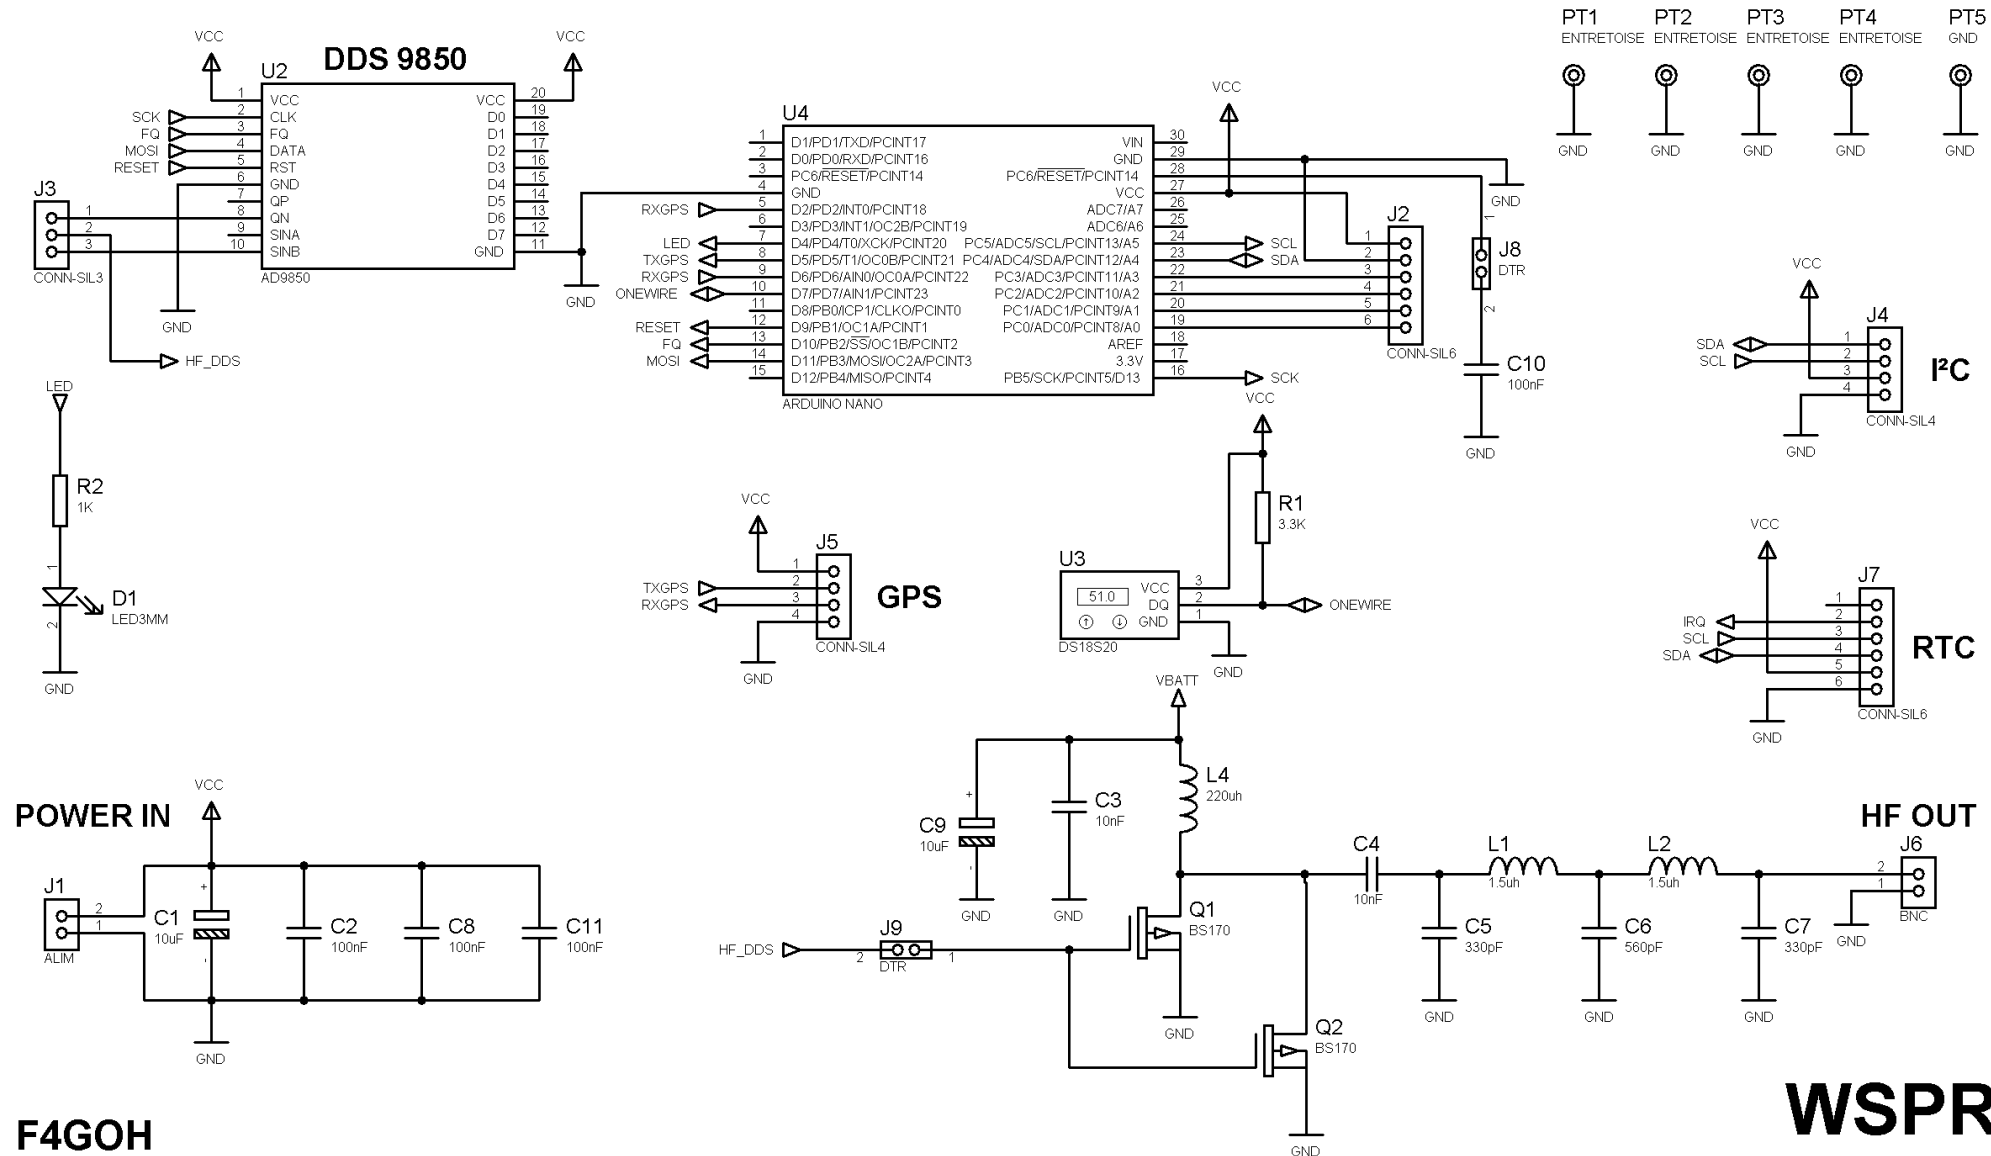 PT1 PT2 PT3 PT4 PT5
ENTRETOISE ENTRETOISE ENTRETOISE ENTRETOISE GND
GND GND GND GND GND
VCC VCC
DDS 9850
U2
1 VCC VCC 20
SCK 2 CLK D0 19
FQ 3 FQ D1 18
MOSI 4 DATA D2 17
RESET 5 RST D3 16
6 GND D4 15
7 QP D5 14
8 QN D6 13
9 SINA D7 12
10 SINB GND 11
AD9850
J3
1
2
3
CONN-SIL3
GND
GND
HF_DDS
VCC
U4
1 D1/PD1/TXD/PCINT17 VIN 30
2 D0/PD0/RXD/PCINT16 GND 29
3 PC6/RESET/PCINT14 PC6/RESET/PCINT14 28
4 GND VCC 27
RXGPS 5 D2/PD2/INT0/PCINT18 ADC7/A7 26
6 D3/PD3/INT1/OC2B/PCINT19 ADC6/A6 25
LED 7 D4/PD4/T0/XCK/PCINT20 PC5/ADC5/SCL/PCINT13/A5 24 SCL
TXGPS 8 D5/PD5/T1/OC0B/PCINT21 PC4/ADC4/SDA/PCINT12/A4 23 SDA
RXGPS 9 D6/PD6/AIN0/OC0A/PCINT22 PC3/ADC3/PCINT11/A3 22
ONEWIRE 10 D7/PD7/AIN1/PCINT23 PC2/ADC2/PCINT10/A2 21
11 D8/PB0/ICP1/CLKO/PCINT0 PC1/ADC1/PCINT9/A1 20
RESET 12 D9/PB1/OC1A/PCINT1 PC0/ADC0/PCINT8/A0 19
FQ 13 D10/PB2/SS/OC1B/PCINT2 AREF 18
MOSI 14 D11/PB3/MOSI/OC2A/PCINT3 3.3V 17
15 D12/PB4/MISO/PCINT4 PB5/SCK/PCINT5/D13 16 SCK
ARDUINO NANO
GND
J2
1
2
3
4
5
6
CONN-SIL6
1
J8
DTR
2
C10
100nF
GND
VCC
J4
SDA 1
SCL 2
3
4
I²C
CONN-SIL4
GND
LED
R2
1K
1
D1
LED3MM
2
GND
VCC
J5
1
TXGPS 2
RXGPS 3
4
GPS
CONN-SIL4
GND
VCC
R1
3.3K
U3
51.0
VCC 3
DQ 2 ONEWIRE
GND 1
DS18S20
GND
VCC
J7
1
IRQ 2
SCL 3
SDA 4
5
6
RTC
CONN-SIL6
GND
POWER IN
VCC
J1
2
1
ALIM
+
C1
10uF
-
C2
100nF
C8
100nF
C11
100nF
GND
VBATT
+
C9
10uF
-
GND
C3
10nF
GND
L4
220uh
HF_DDS
J9
2 1
DTR
Q1
BS170
GND
Q2
BS170
GND
C4
10nF
L1
1.5uh
L2
1.5uh
C5
330pF
GND
C6
560pF
GND
C7
330pF
GND
HF OUT
J6
2
1
BNC
GND
F4GOH
WSPR